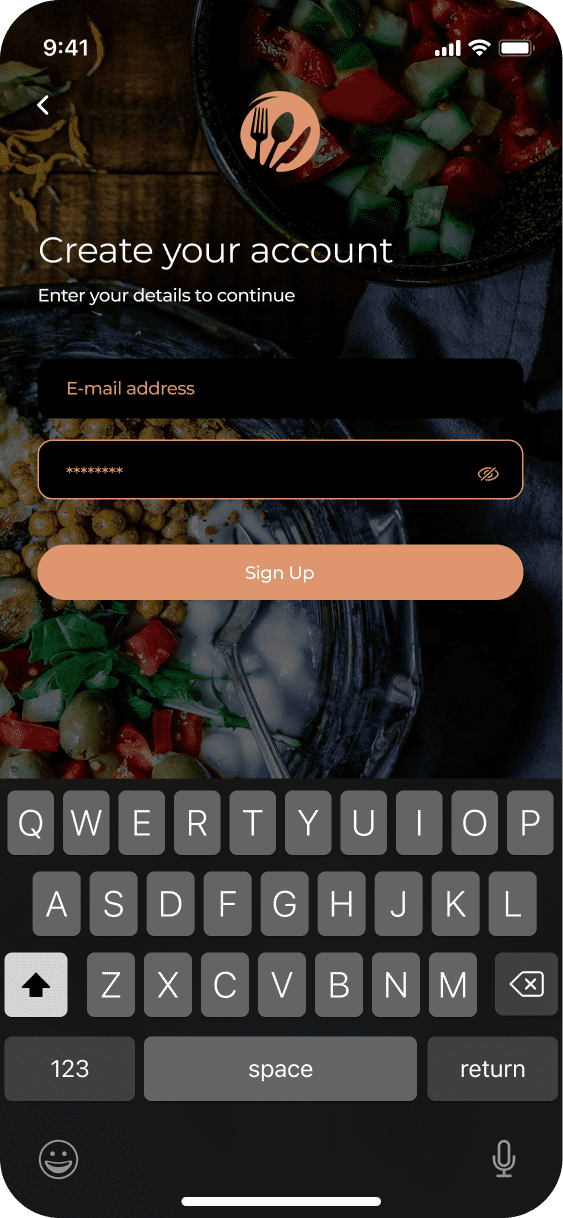 9:41
Create your account
Enter your details to continue
E-mail address
********
Sign Up
Q W E R T Y U I O P
A S D F G H J K L
Z X C V B N M
123 space return